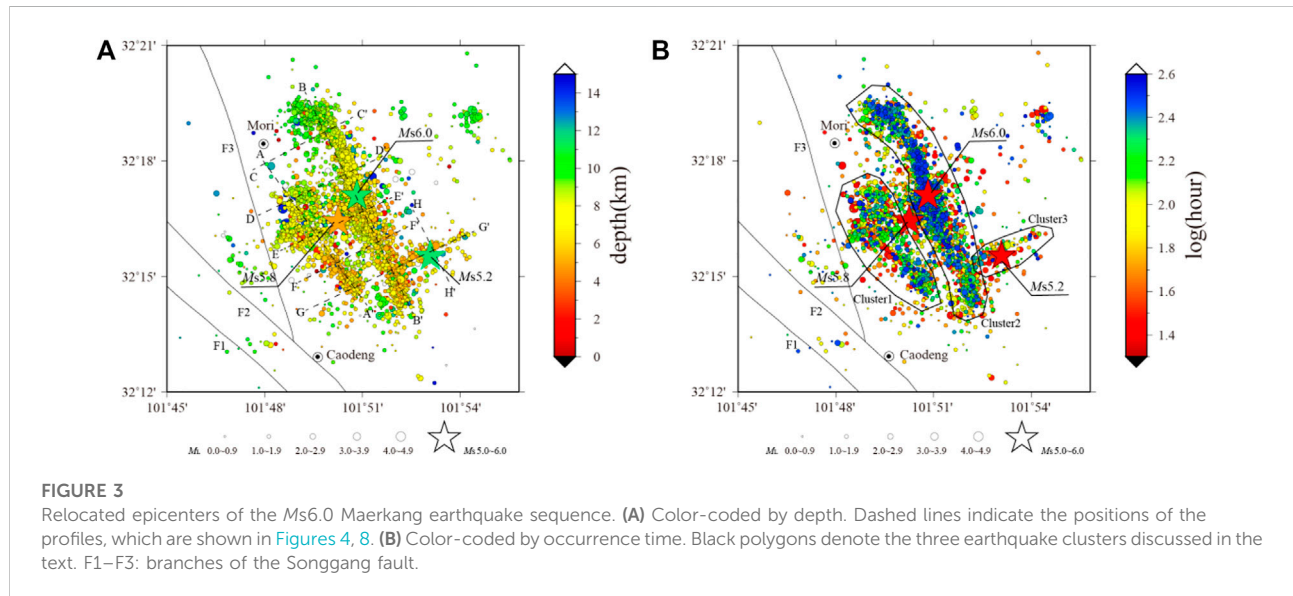 A
32°21'
32°18'
32°15'
32°12'
101°45'
101°48'
101°51'
101°54'
B
C'
Mori
Ms6.0
F3
A
C
D'
D
E'
H
F'
G'
E
Ms5.8
F
Ms5.2
H'
G
A'
B'
F2
F1
Caodeng
14
12
10
8
6
4
2
0
depth(km)
ML 0.0~0.9 1.0~1.9 2.0~2.9 3.0~3.9 4.0~4.9 Ms 5.0~6.0
B
32°21'
32°18'
32°15'
32°12'
101°45'
101°48'
101°51'
101°54'
Mori
Ms6.0
F3
Cluster3
Ms5.8
Cluster1
Ms5.2
Cluster2
F2
F1
Caodeng
2.6
2.4
2.2
2.0
1.8
1.6
1.4
log(hour)
ML 0.0~0.9 1.0~1.9 2.0~2.9 3.0~3.9 4.0~4.9 Ms 5.0~6.0
FIGURE 3
Relocated epicenters of the Ms6.0 Maerkang earthquake sequence. (A) Color-coded by depth. Dashed lines indicate the positions of the
profiles, which are shown in Figures 4, 8. (B) Color-coded by occurrence time. Black polygons denote the three earthquake clusters discussed in the
text. F1–F3: branches of the Songgang fault.